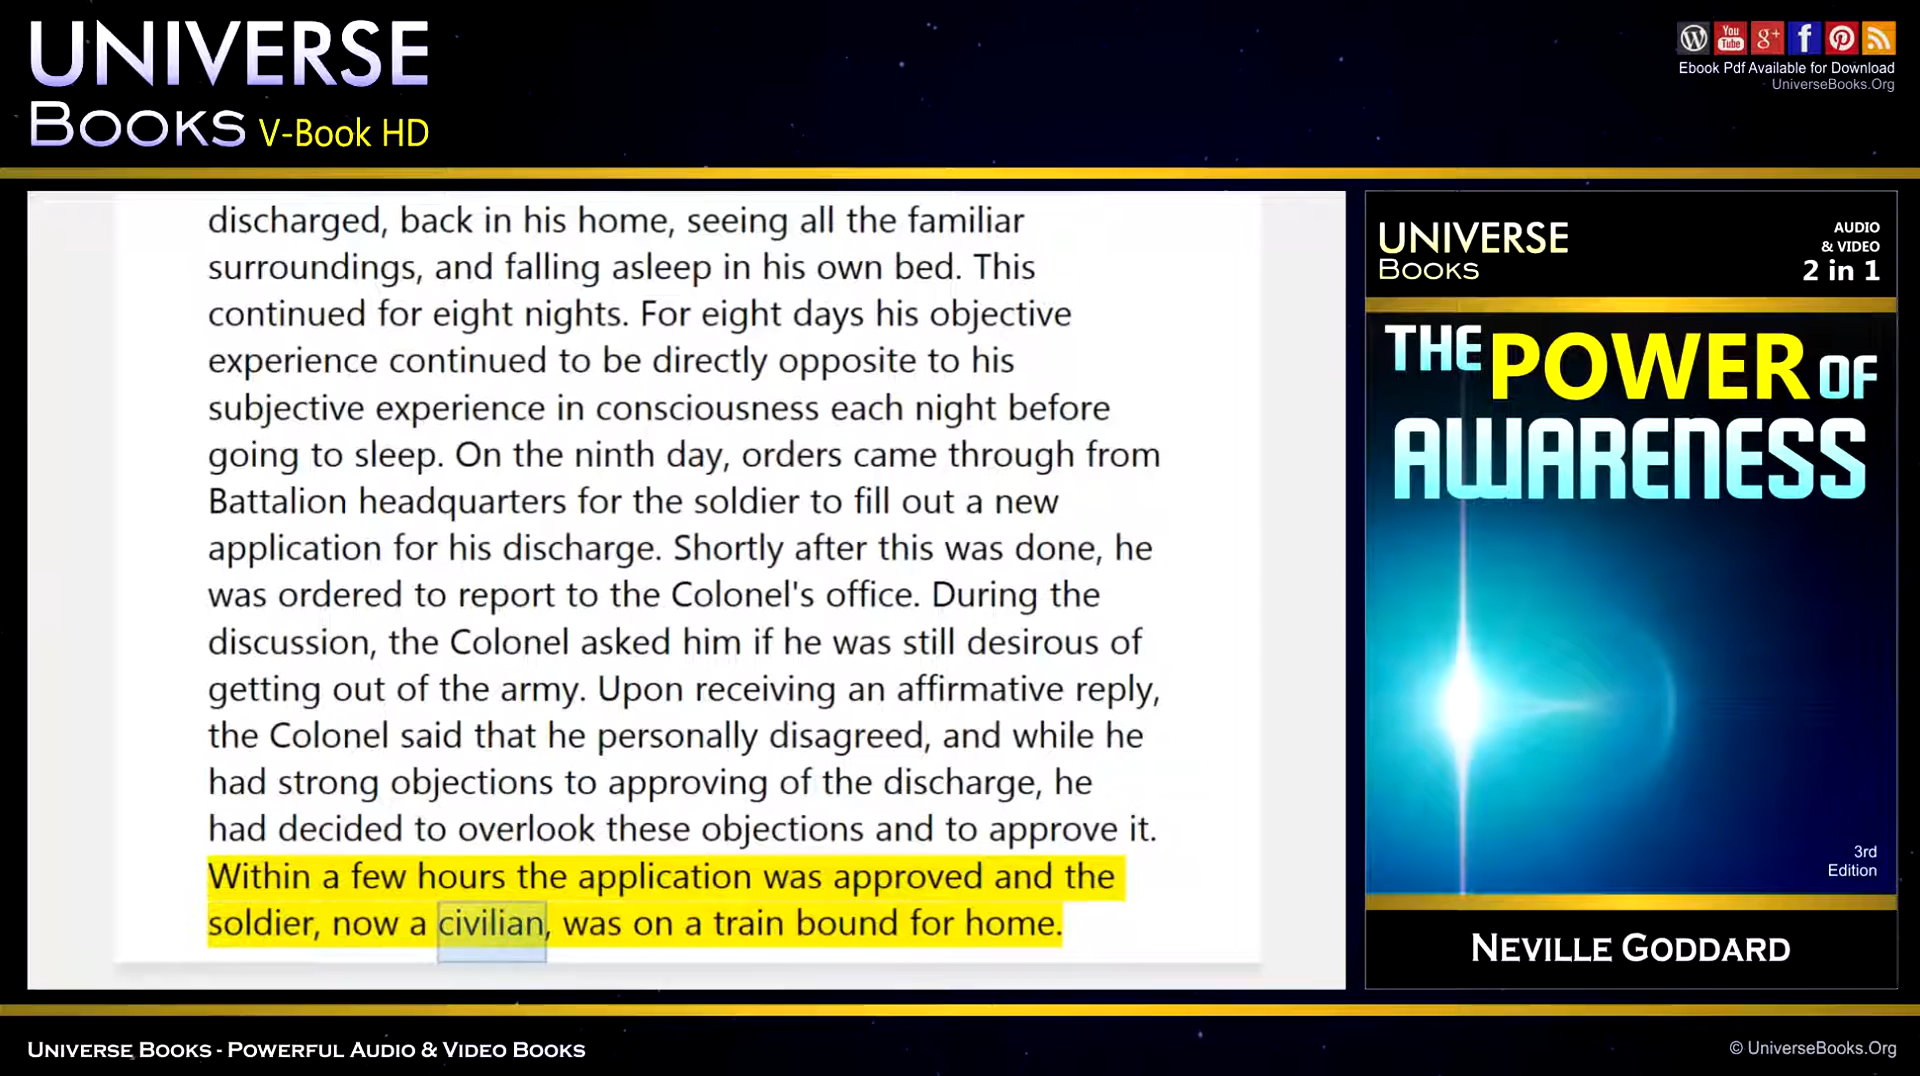 UNIVERSE
BOOKS V-Book HD
You
Tube
g+
f
Ebook Pdf Available for Download
UniverseBooks.Org
discharged, back in his home, seeing all the familiar
surroundings, and falling asleep in his own bed. This
continued for eight nights. For eight days his objective
experience continued to be directly opposite to his
subjective experience in consciousness each night before
going to sleep. On the ninth day, orders came through from
Battalion headquarters for the soldier to fill out a new
application for his discharge. Shortly after this was done, he
was ordered to report to the Colonel's office. During the
discussion, the Colonel asked him if he was still desirous of
getting out of the army. Upon receiving an affirmative reply,
the Colonel said that he personally disagreed, and while he
had strong objections to approving of the discharge, he
had decided to overlook these objections and to approve it.
Within a few hours the application was approved and the
soldier, now a civilian, was on a train bound for home.
UNIVERSE
BOOKS
AUDIO
& VIDEO
2 in 1
THE POWER OF
AWARENESS
3rd
Edition
NEVILLE GODDARD
UNIVERSE BOOKS - POWERFUL AUDIO & VIDEO BOOKS
© UniverseBooks.Org